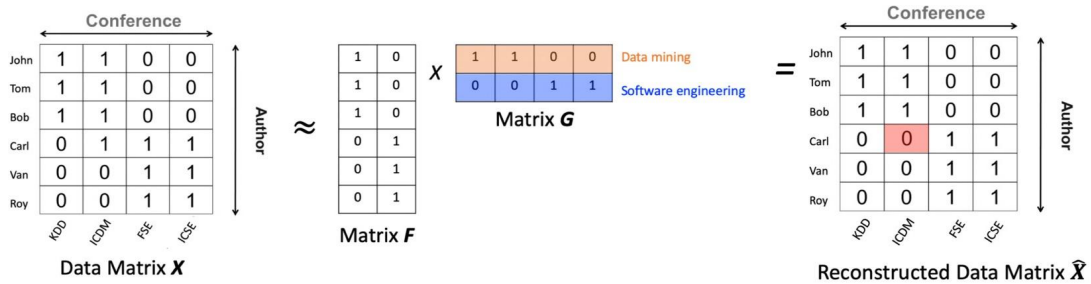 Conference
John 1 1 0 0
Tom 1 1 0 0
Bob 1 1 0 0
Carl 0 1 1 1
Van 0 0 1 1
Roy 0 0 1 1
KDD ICDM FSE ICSE
Author
Data Matrix X
≈
1 0
1 0
1 0
0 1
0 1
0 1
Matrix F
X
1 1 0 0 Data mining
0 0 1 1 Software engineering
Matrix G
=
Conference
John 1 1 0 0
Tom 1 1 0 0
Bob 1 1 0 0
Carl 0 0 1 1
Van 0 0 1 1
Roy 0 0 1 1
KDD ICDM FSE ICSE
Author
Reconstructed Data Matrix X̂